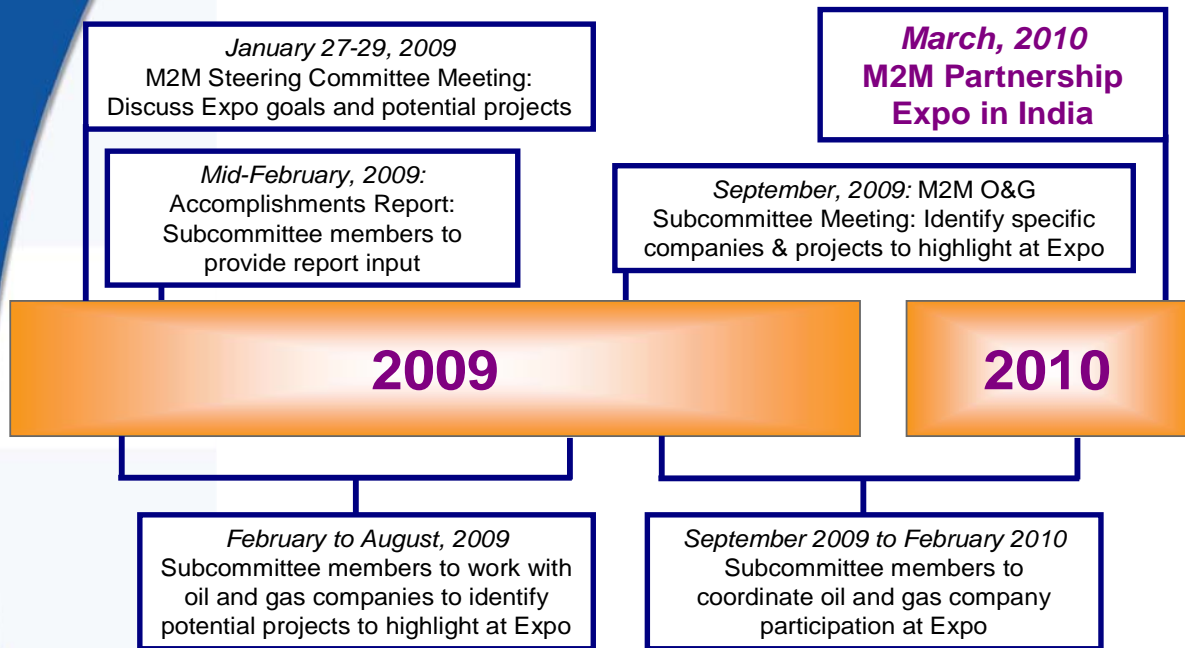 January 27-29, 2009
M2M Steering Committee Meeting:
Discuss Expo goals and potential projects
March, 2010
M2M Partnership
Expo in India
Mid-February, 2009:
Accomplishments Report:
Subcommittee members to
provide report input
September, 2009: M2M O&G
Subcommittee Meeting: Identify specific
companies & projects to highlight at Expo
2009
2010
February to August, 2009
Subcommittee members to work with
oil and gas companies to identify
potential projects to highlight at Expo
September 2009 to February 2010
Subcommittee members to
coordinate oil and gas company
participation at Expo